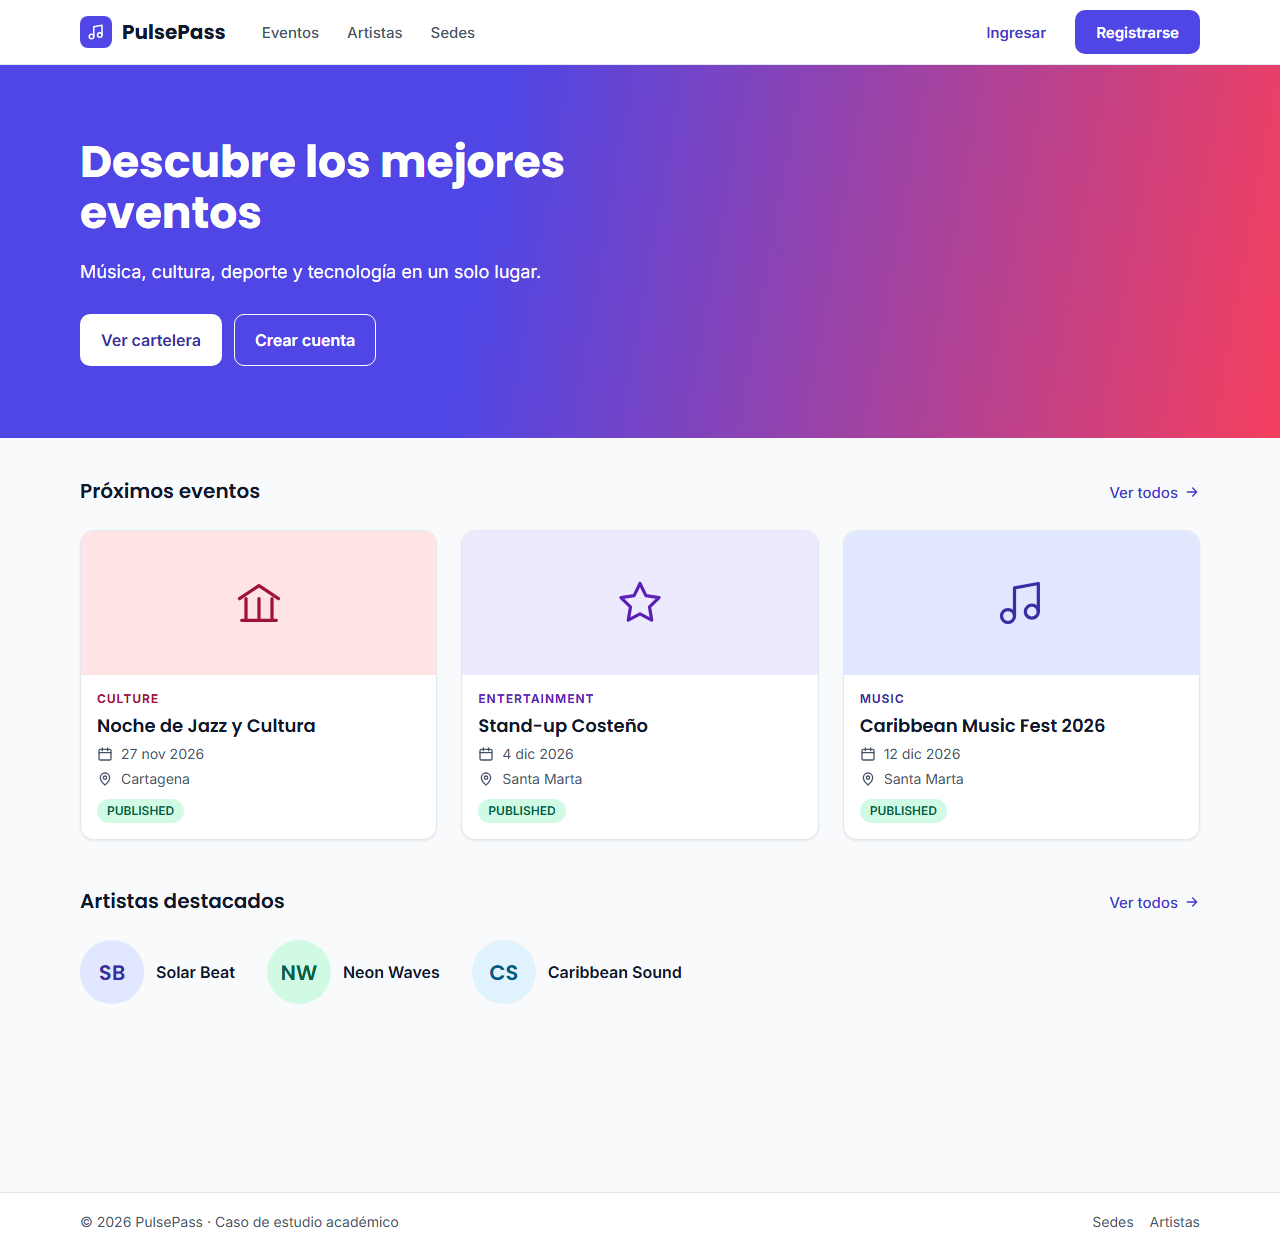 PulsePass
Eventos
Artistas
Sedes
Ingresar
Registrarse
Descubre los mejores
eventos
Música, cultura, deporte y tecnología en un solo lugar.
Ver cartelera
Crear cuenta
Próximos eventos
Ver todos →
CULTURE
Noche de Jazz y Cultura
27 nov 2026
Cartagena
PUBLISHED
ENTERTAINMENT
Stand-up Costeño
4 dic 2026
Santa Marta
PUBLISHED
MUSIC
Caribbean Music Fest 2026
12 dic 2026
Santa Marta
PUBLISHED
Artistas destacados
Ver todos →
SB
Solar Beat
NW
Neon Waves
CS
Caribbean Sound
© 2026 PulsePass · Caso de estudio académico
Sedes
Artistas